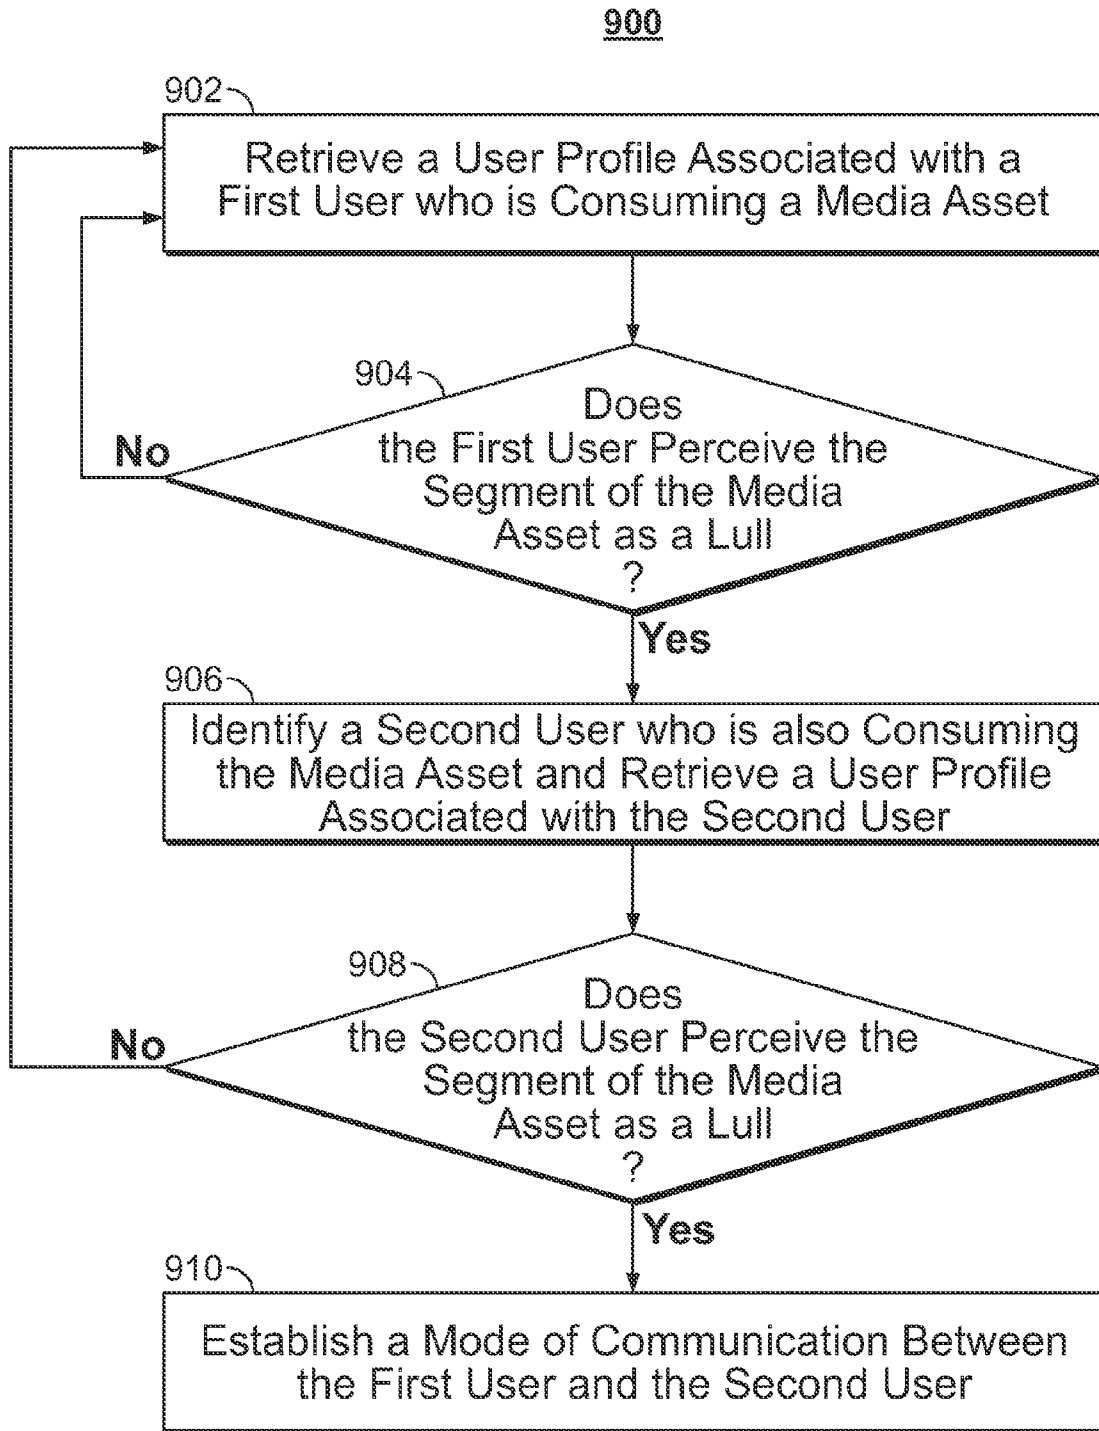 900
902
Retrieve a User Profile Associated with a
First User who is Consuming a Media Asset
904
Does
the First User Perceive the
Segment of the Media
Asset as a Lull
?
No
Yes
906
Identify a Second User who is also Consuming
the Media Asset and Retrieve a User Profile
Associated with the Second User
908
Does
the Second User Perceive the
Segment of the Media
Asset as a Lull
?
No
Yes
910
Establish a Mode of Communication Between
the First User and the Second User